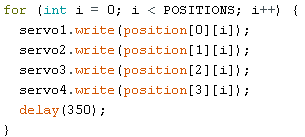 for (int i = 0; i < POSITIONS; i++) {
  servo1.write(position[0][i]);
  servo2.write(position[1][i]);
  servo3.write(position[2][i]);
  servo4.write(position[3][i]);
  delay(350);
}